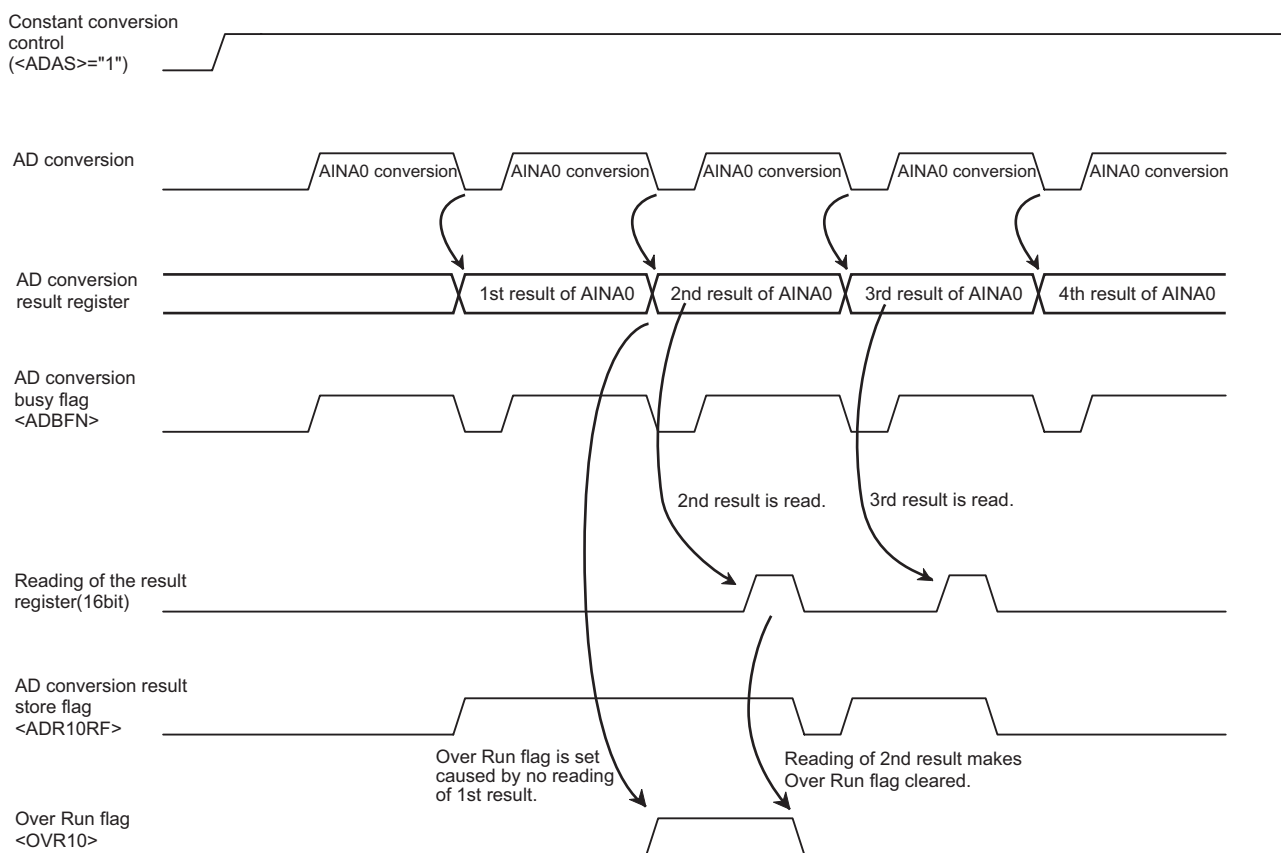 Constant conversion
control
(<ADAS>="1")
AD conversion
AINA0 conversion
AINA0 conversion
AINA0 conversion
AINA0 conversion
AINA0 conversion
AD conversion
result register
1st result of AINA0
2nd result of AINA0
3rd result of AINA0
4th result of AINA0
AD conversion
busy flag
<ADBFN>
2nd result is read.
3rd result is read.
Reading of the result
register(16bit)
AD conversion result
store flag
<ADR10RF>
Over Run flag is set
caused by no reading
of 1st result.
Reading of 2nd result makes
Over Run flag cleared.
Over Run flag
<OVR10>